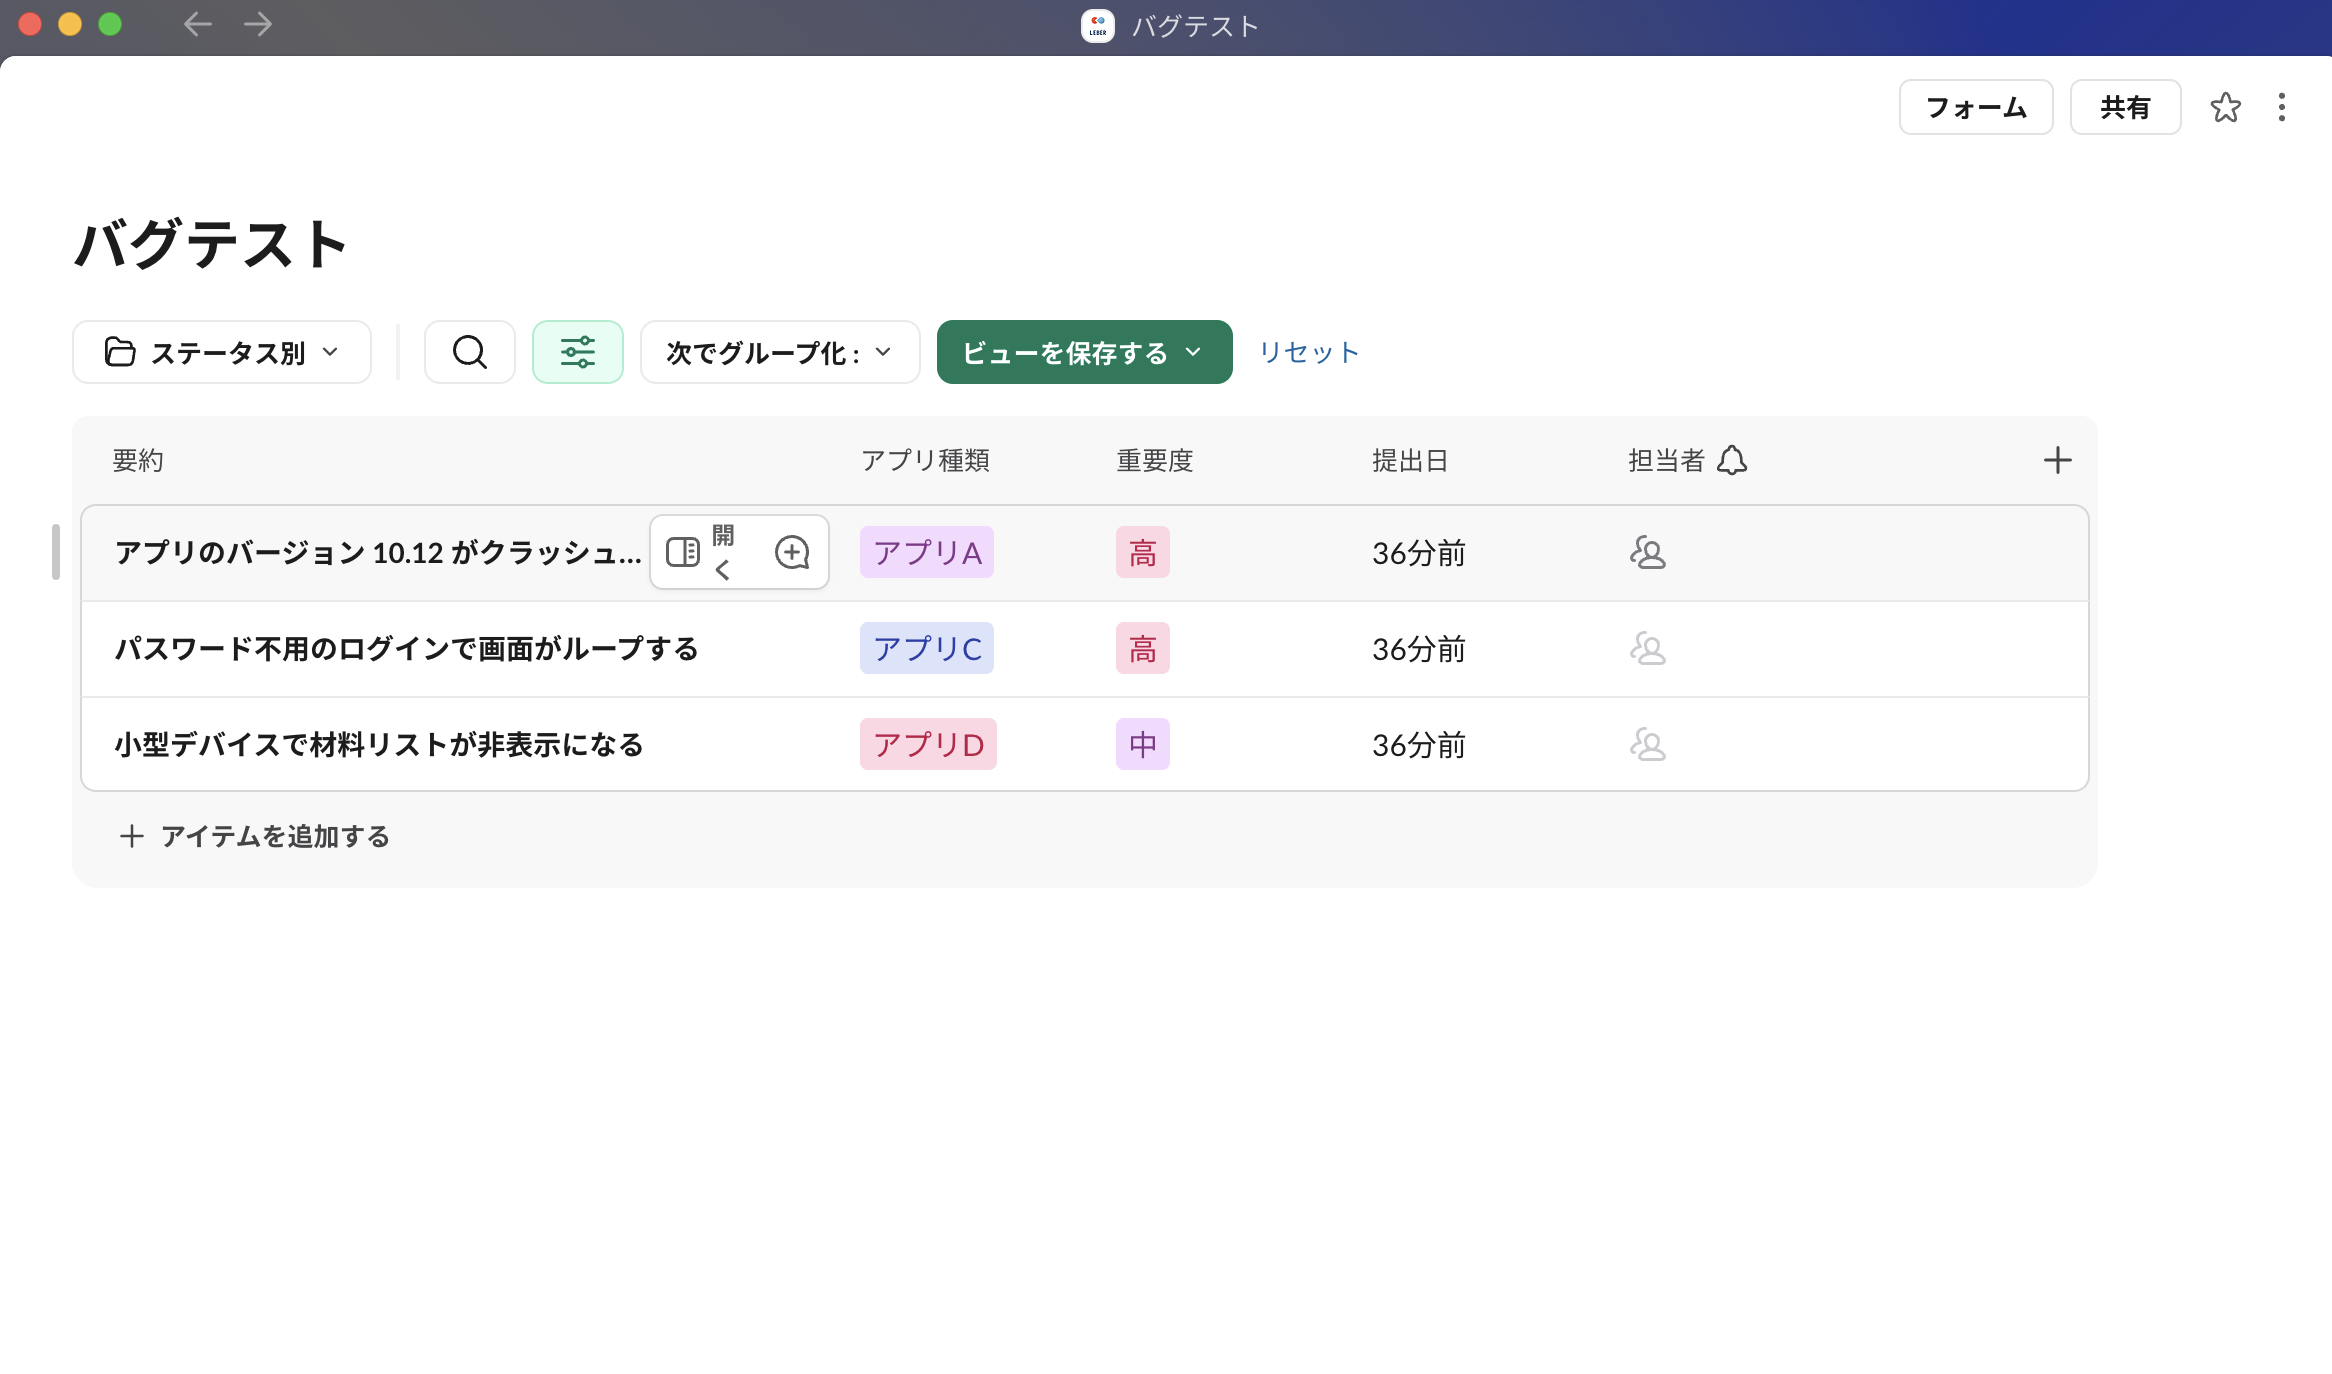 LEBER バグテスト
フォーム 共有
バグテスト
ステータス別 次でグループ化 : ビューを保存する リセット
要約 アプリ種類 重要度 提出日 担当者
アプリのバージョン 10.12 がクラッシュ... 開く アプリA 高 36分前
パスワード不用のログインで画面がループする アプリC 高 36分前
小型デバイスで材料リストが非表示になる アプリD 中 36分前
アイテムを追加する